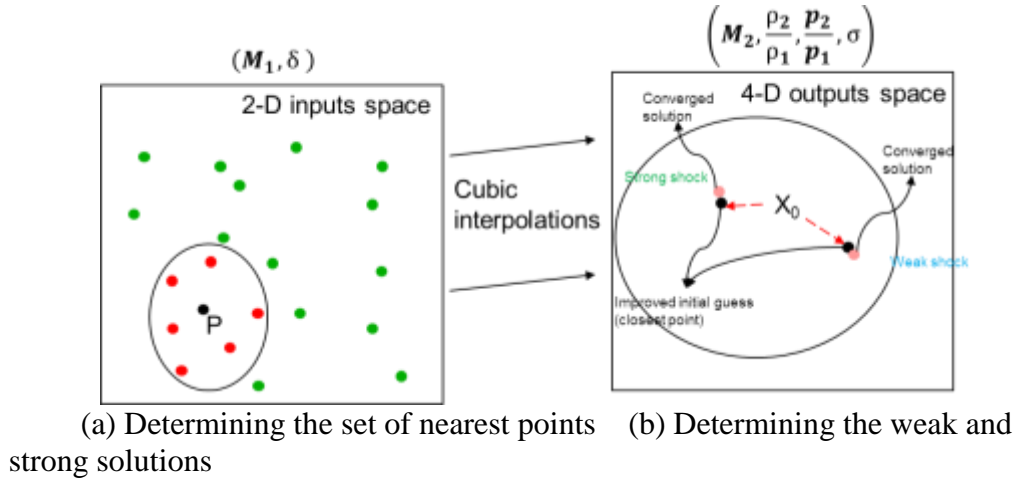 (M₁, δ)
2-D inputs space
P
Cubic
interpolations
(M₂, ρ₂/ρ₁, p₂/p₁, σ)
4-D outputs space
Converged
solution
Converged
solution
Strong shock
X₀
Weak shock
Improved initial guess
(closest point)
(a) Determining the set of nearest points (b) Determining the weak and
strong solutions